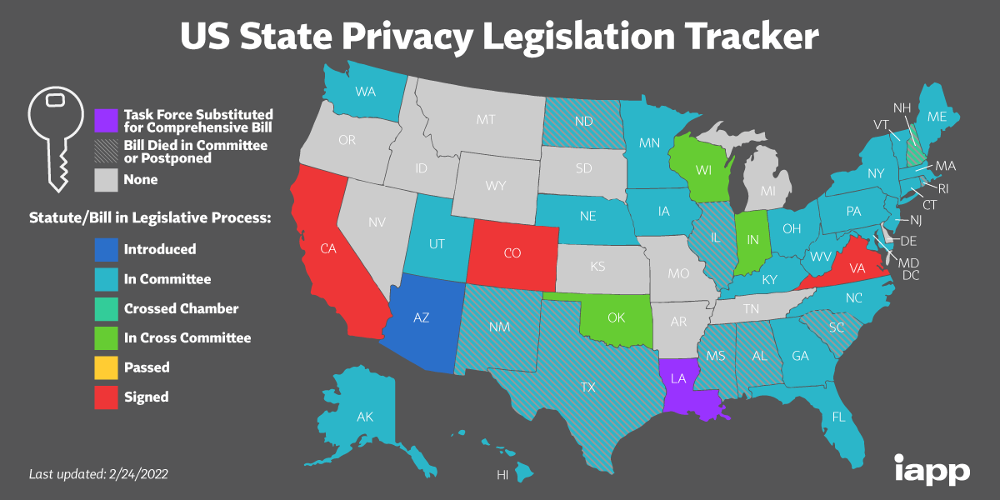 US State Privacy Legislation Tracker
Task Force Substituted
for Comprehensive Bill
Bill Died in Committee
or Postponed
None
Statute/Bill in Legislative Process:
Introduced
In Committee
Crossed Chamber
In Cross Committee
Passed
Signed
Last updated: 2/24/2022
WA
OR
MT
ID
WY
ND
SD
MN
WI
MI
NV
CA
UT
CO
NE
IA
KS
MO
IL
IN
OH
KY
WV
VA
PA
NY
VT
NH
ME
MA
RI
CT
NJ
DE
MD
DC
AZ
NM
OK
TX
AR
LA
TN
NC
SC
MS
AL
GA
FL
AK
HI
iapp